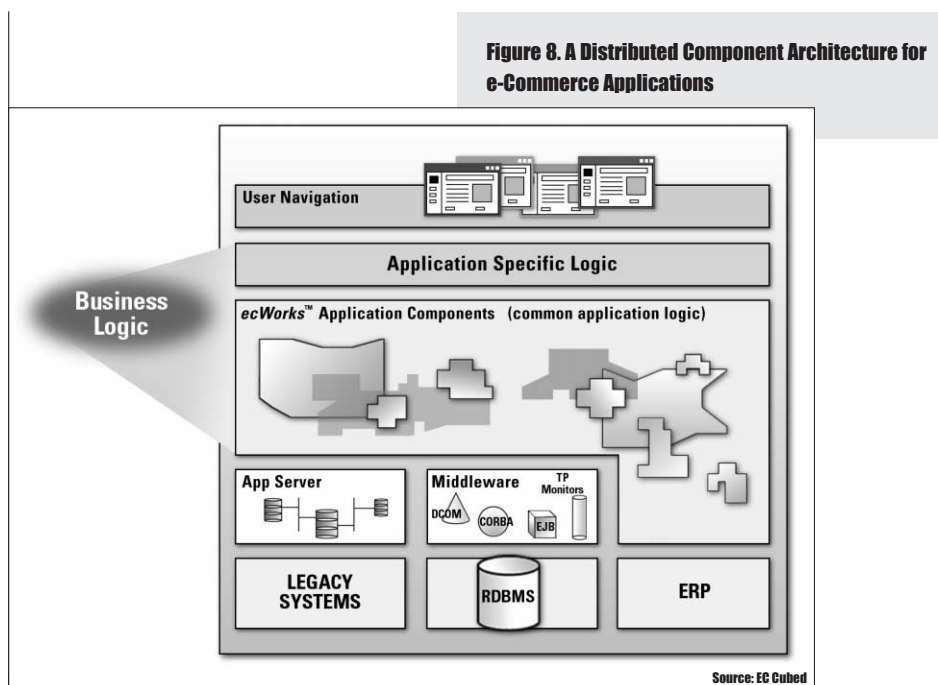 Figure 8. A Distributed Component Architecture for
e-Commerce Applications
User Navigation
Application Specific Logic
Business
Logic
ecWorks™ Application Components (common application logic)
App Server
Middleware
TP
Monitors
DCOM
CORBA
EJB
LEGACY
SYSTEMS
RDBMS
ERP
Source: EC Cubed